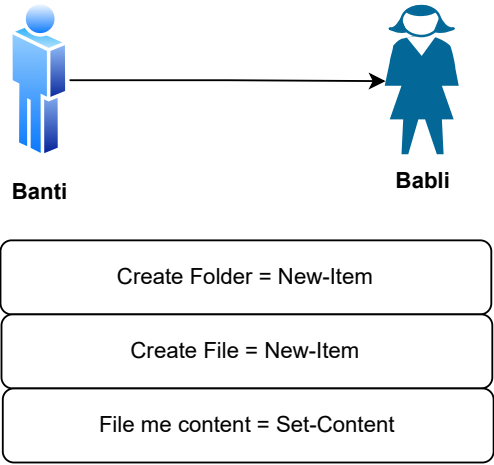 Banti
Babli
Create Folder = New-Item
Create File = New-Item
File me content = Set-Content